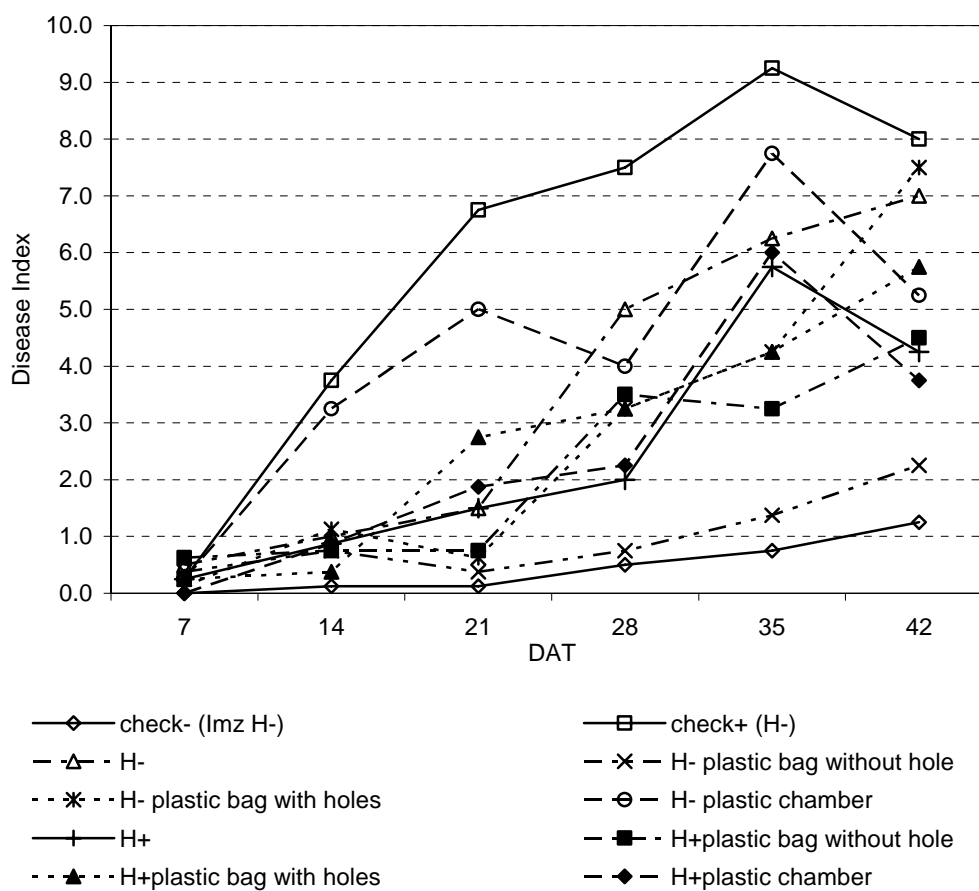 10.0
9.0
8.0
7.0
6.0
5.0
4.0
3.0
2.0
1.0
0.0
Disease Index
7 14 21 28 35 42
DAT
check- (Imz H-) check+ (H-)
H- H- plastic bag without hole
H- plastic bag with holes H- plastic chamber
H+ H+plastic bag without hole
H+plastic bag with holes H+plastic chamber